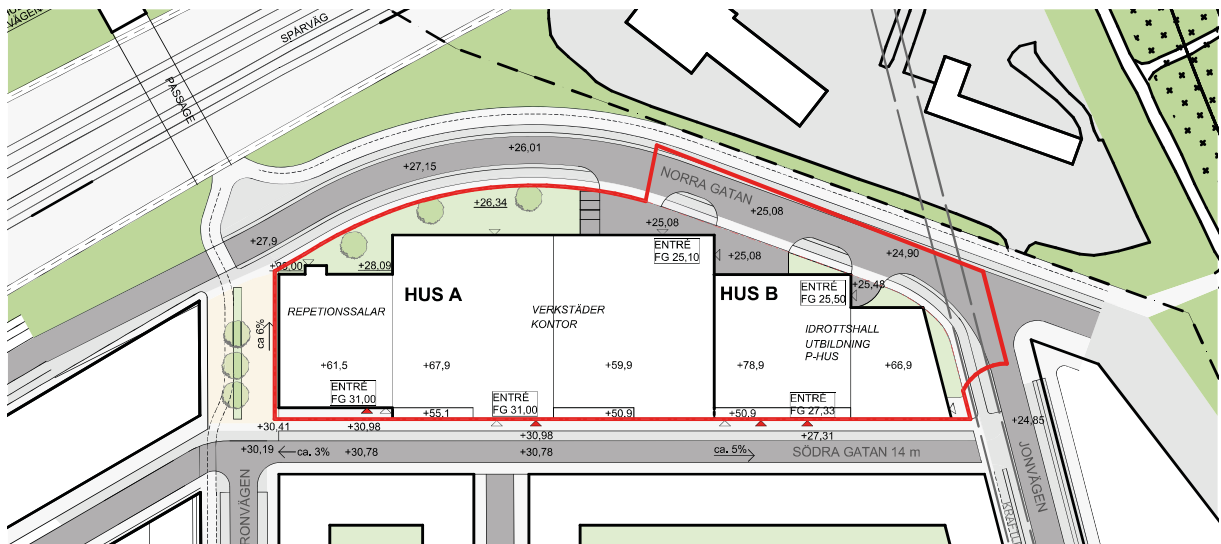 VÄGEN
SPÅRVÄG
PASSAGE
+26,01
+27,15
NORRA GATAN
+26,34
+25,08
+25,08
+27,9
ENTRÉ
FG 25,10
+25,08
+24,90
+28,09
HUS A
HUS B
ENTRÉ
FG 25,50
+25,48
REPETIONSSALAR
VERKSTÄDER
KONTOR
IDROTTSHALL
UTBILDNING
P-HUS
ca 6%
+61,5
+67,9
+59,9
+78,9
+66,9
ENTRÉ
FG 31,00
ENTRÉ
FG 31,00
ENTRÉ
FG 27,33
+55,1
+50,9
+50,9
+30,41
+30,98
+30,98
+27,31
+24,85
+30,19
ca. 3%
+30,78
+30,78
ca. 5%
SÖDRA GATAN 14 m
JONVÄGEN
RONVÄGEN